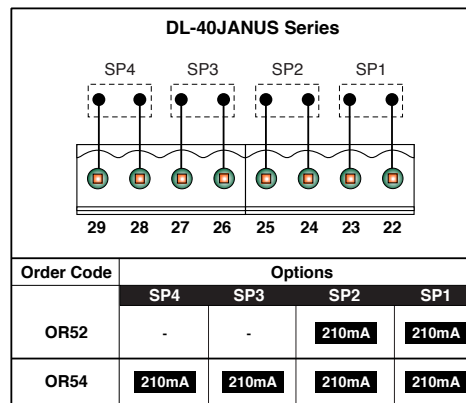 DL-40JANUS Series
SP4 SP3 SP2 SP1
29 28 27 26 25 24 23 22
Order Code Options
SP4 SP3 SP2 SP1
OR52 - - 210mA 210mA
OR54 210mA 210mA 210mA 210mA